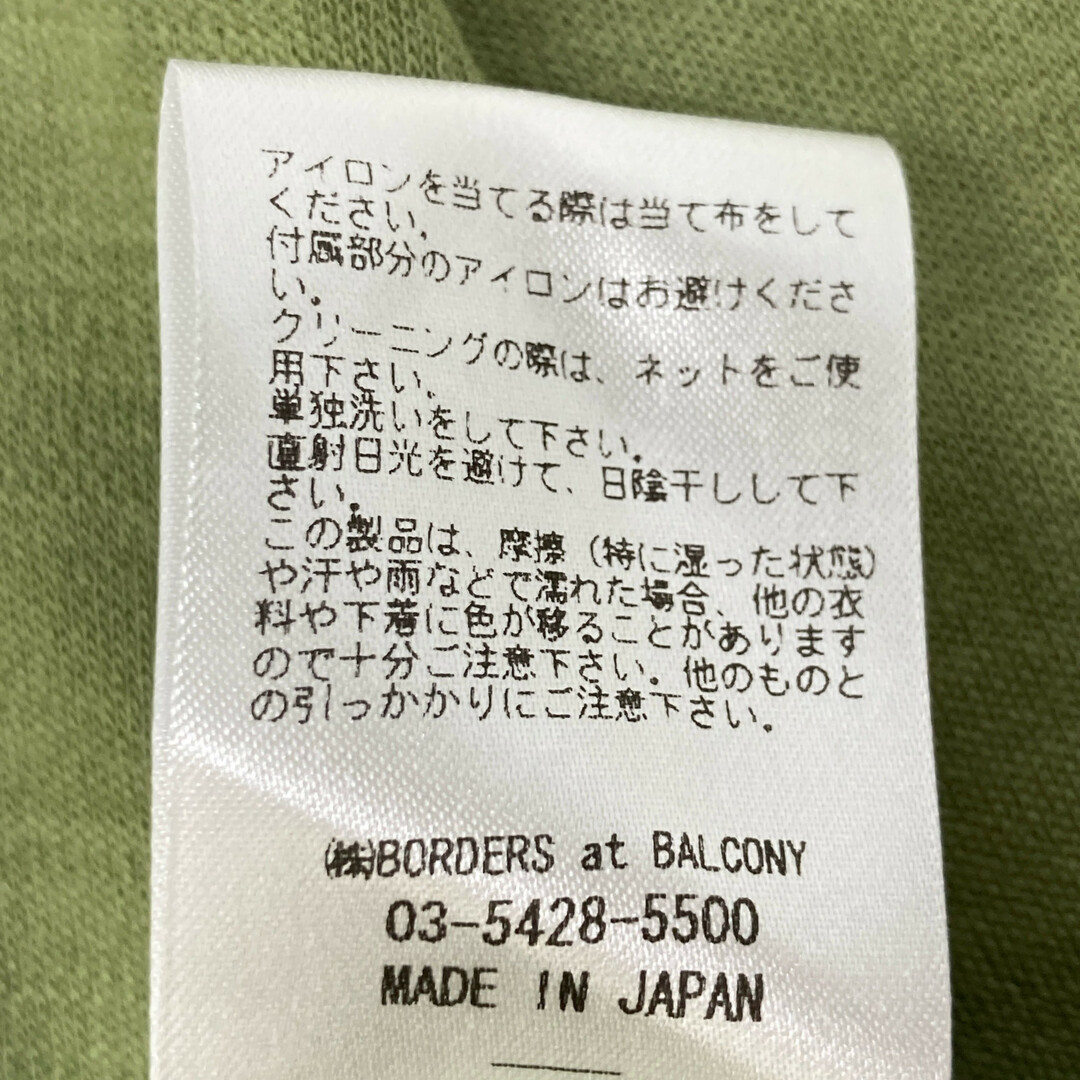 アイロンを当てる際は当て布をして
ください。
付属部分のアイロンはお避けくださ
い。
クリーニングの際は、ネットをご使
用下さい。
単独洗いをして下さい。
直射日光を避けて、日陰干しして下
さい。
この製品は、摩擦（特に湿った状態）
や汗や雨などで濡れた場合、他の衣
料や下着に色が移ることがあります
ので十分ご注意下さい。他のものと
の引っかかりにご注意下さい。
㈱BORDERS at BALCONY
03-5428-5500
MADE IN JAPAN